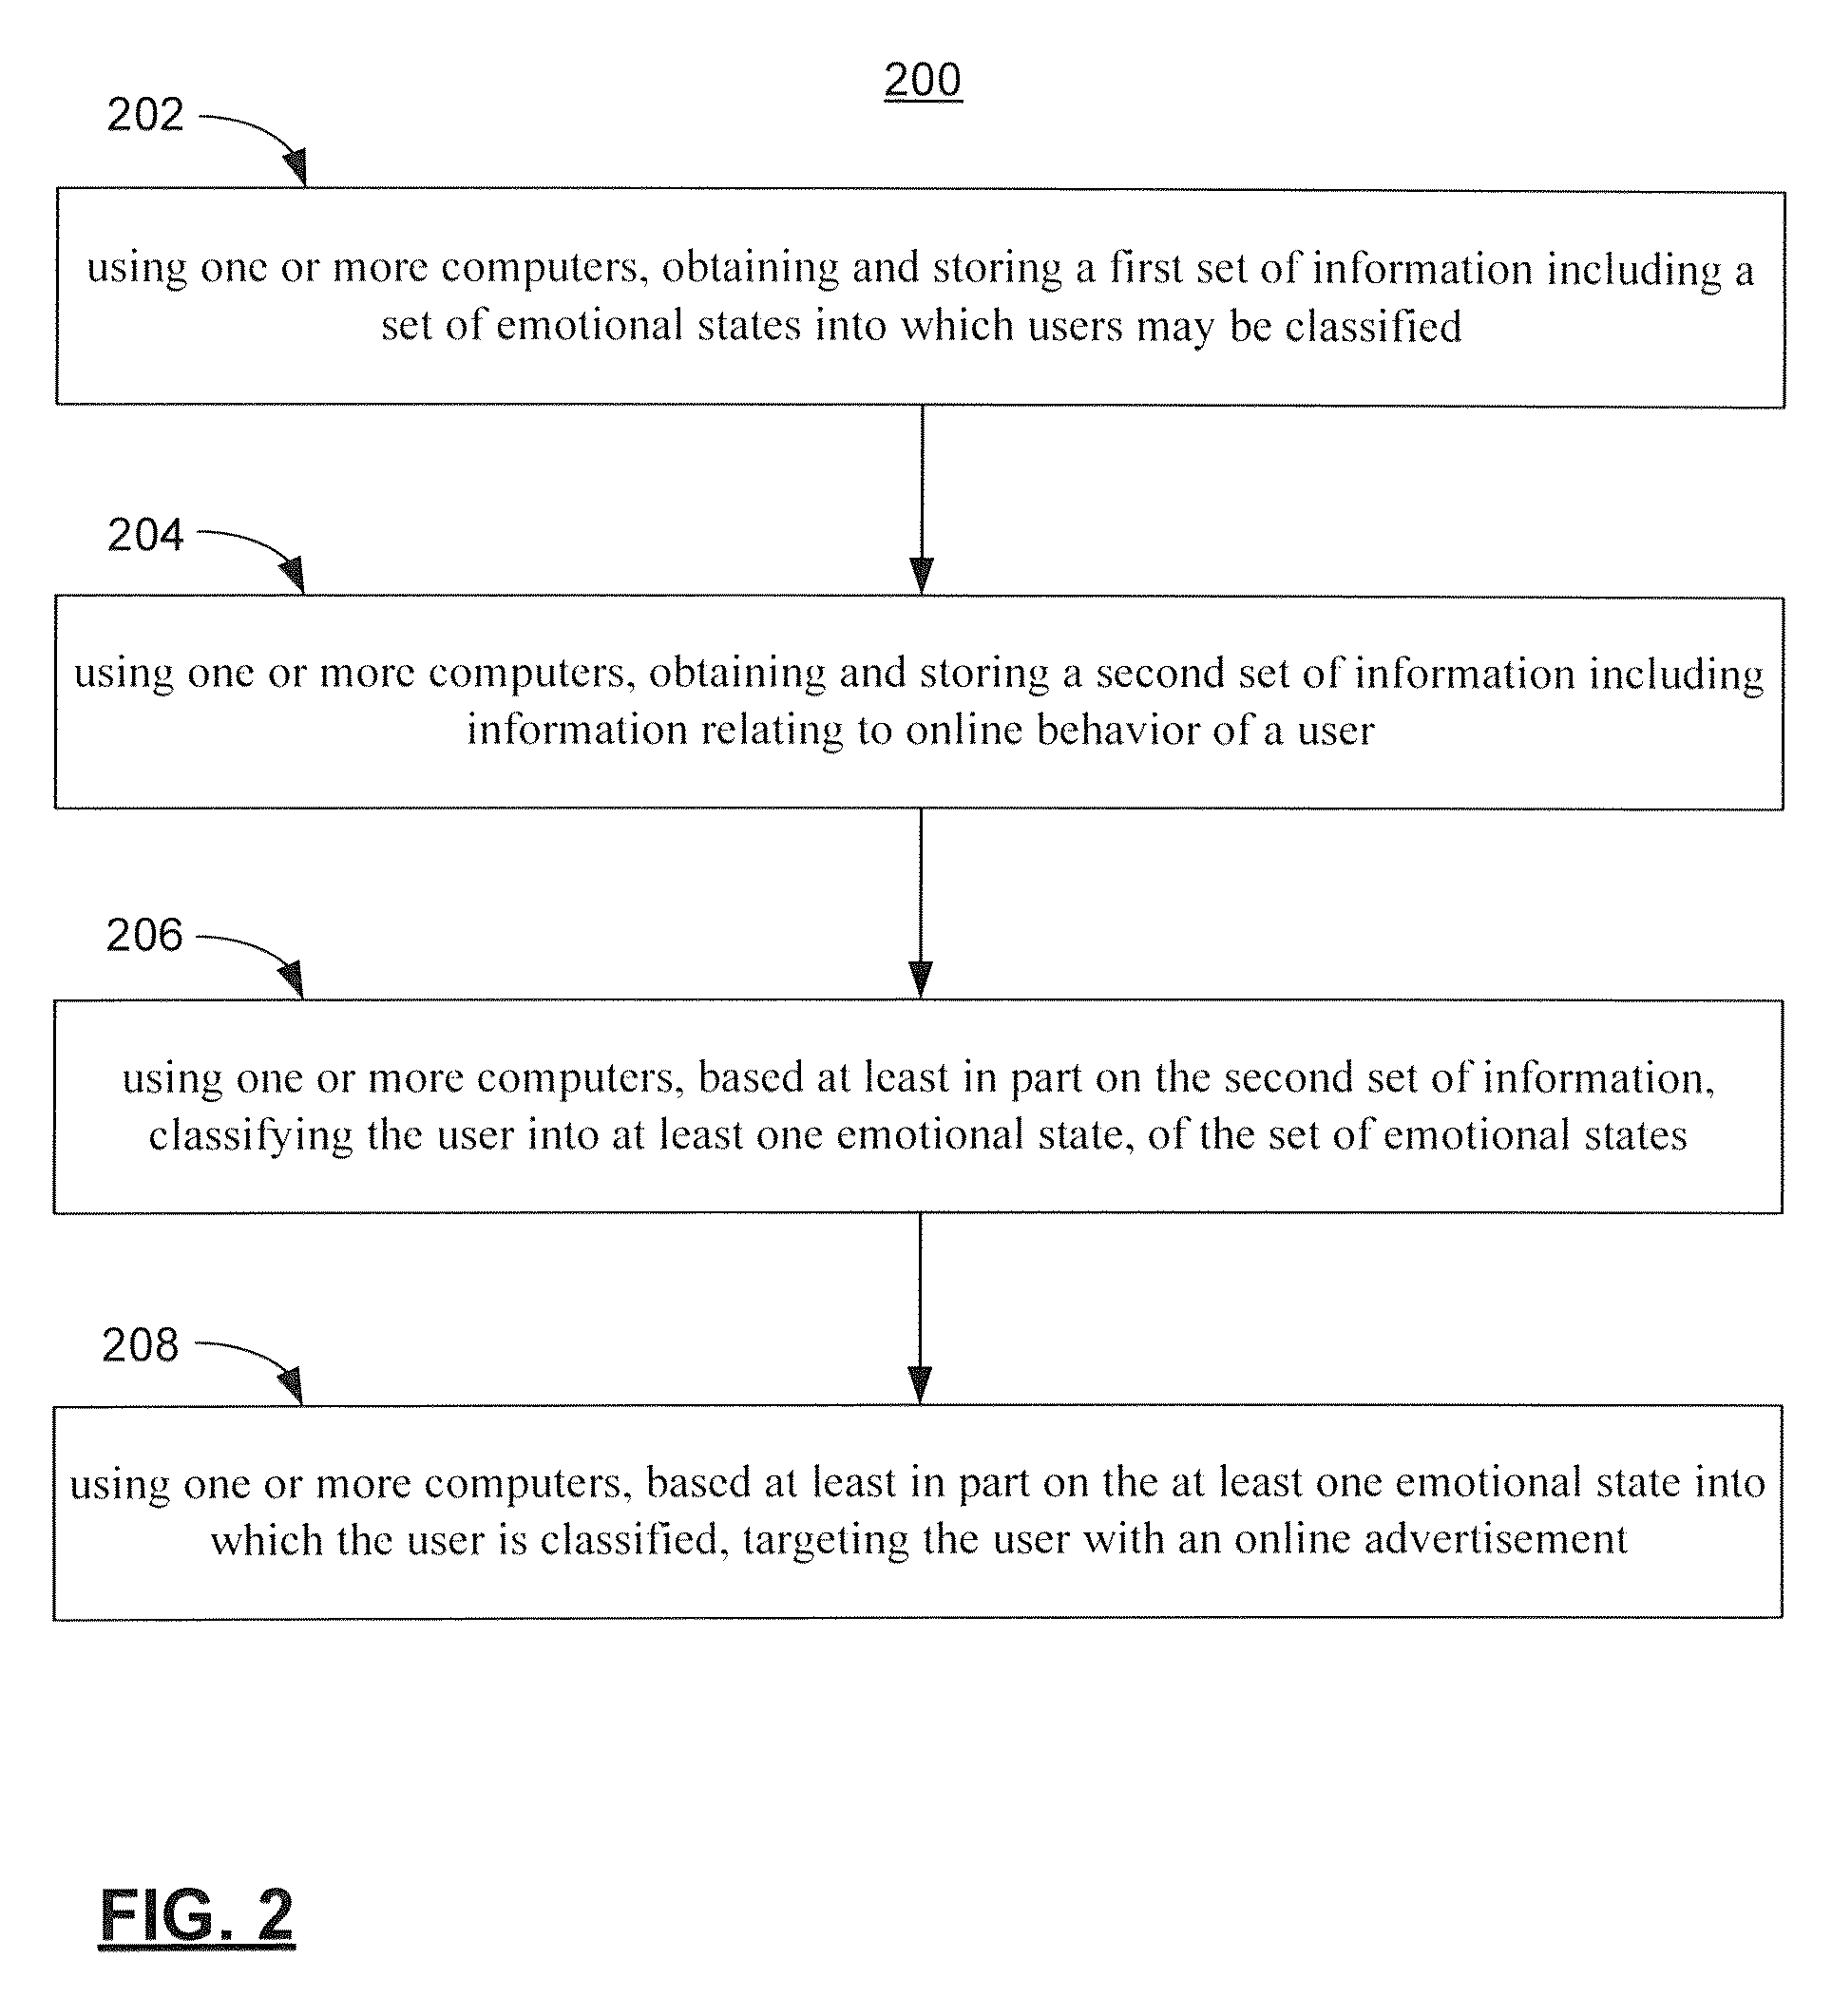 200
202
using one or more computers, obtaining and storing a first set of information including a
set of emotional states into which users may be classified
204
using one or more computers, obtaining and storing a second set of information including
information relating to online behavior of a user
206
using one or more computers, based at least in part on the second set of information,
classifying the user into at least one emotional state, of the set of emotional states
208
using one or more computers, based at least in part on the at least one emotional state into
which the user is classified, targeting the user with an online advertisement
FIG. 2